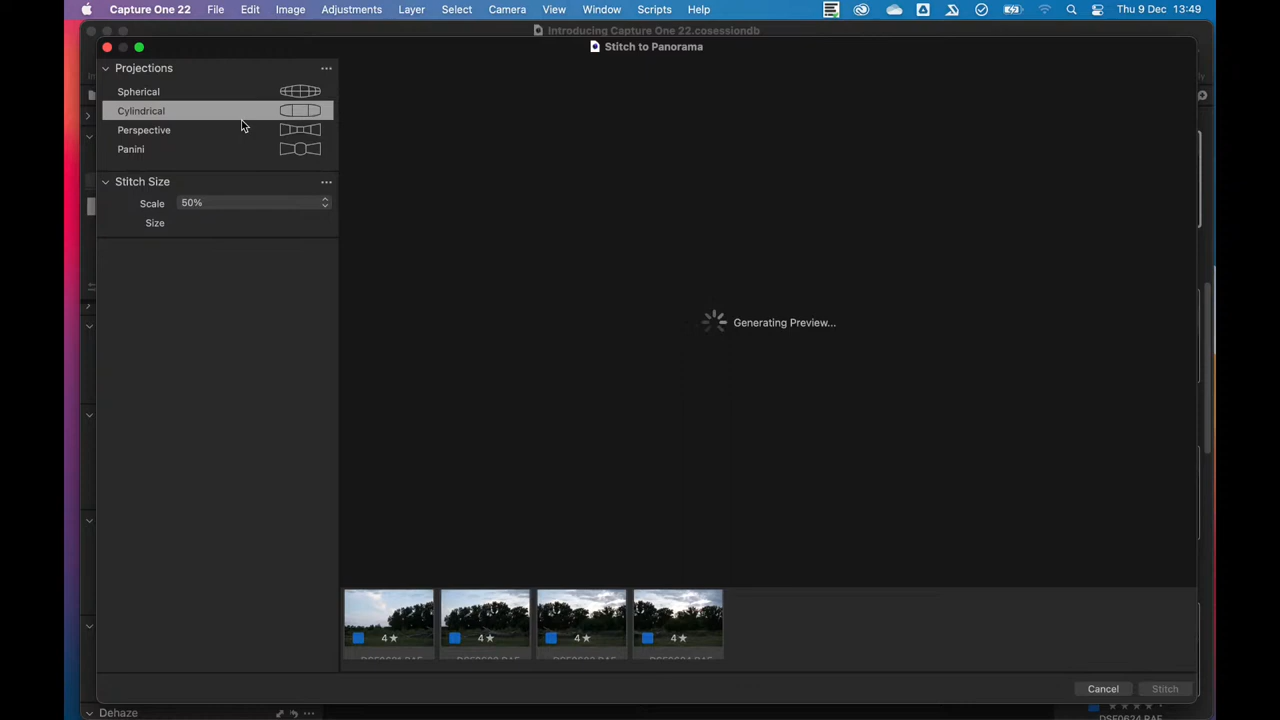 Capture One 22 File Edit Image Adjustments Layer Select Camera View Window Scripts Help Thu 9 Dec 13:49
Introducing Capture One 22.cosessiondb
Stitch to Panorama
Projections
Spherical
Cylindrical
Perspective
Panini
Stitch Size
Scale 50%
Size
Generating Preview...
4★ 4★ 4★ 4★
Cancel Stitch
Dehaze
DSF0624.RAF